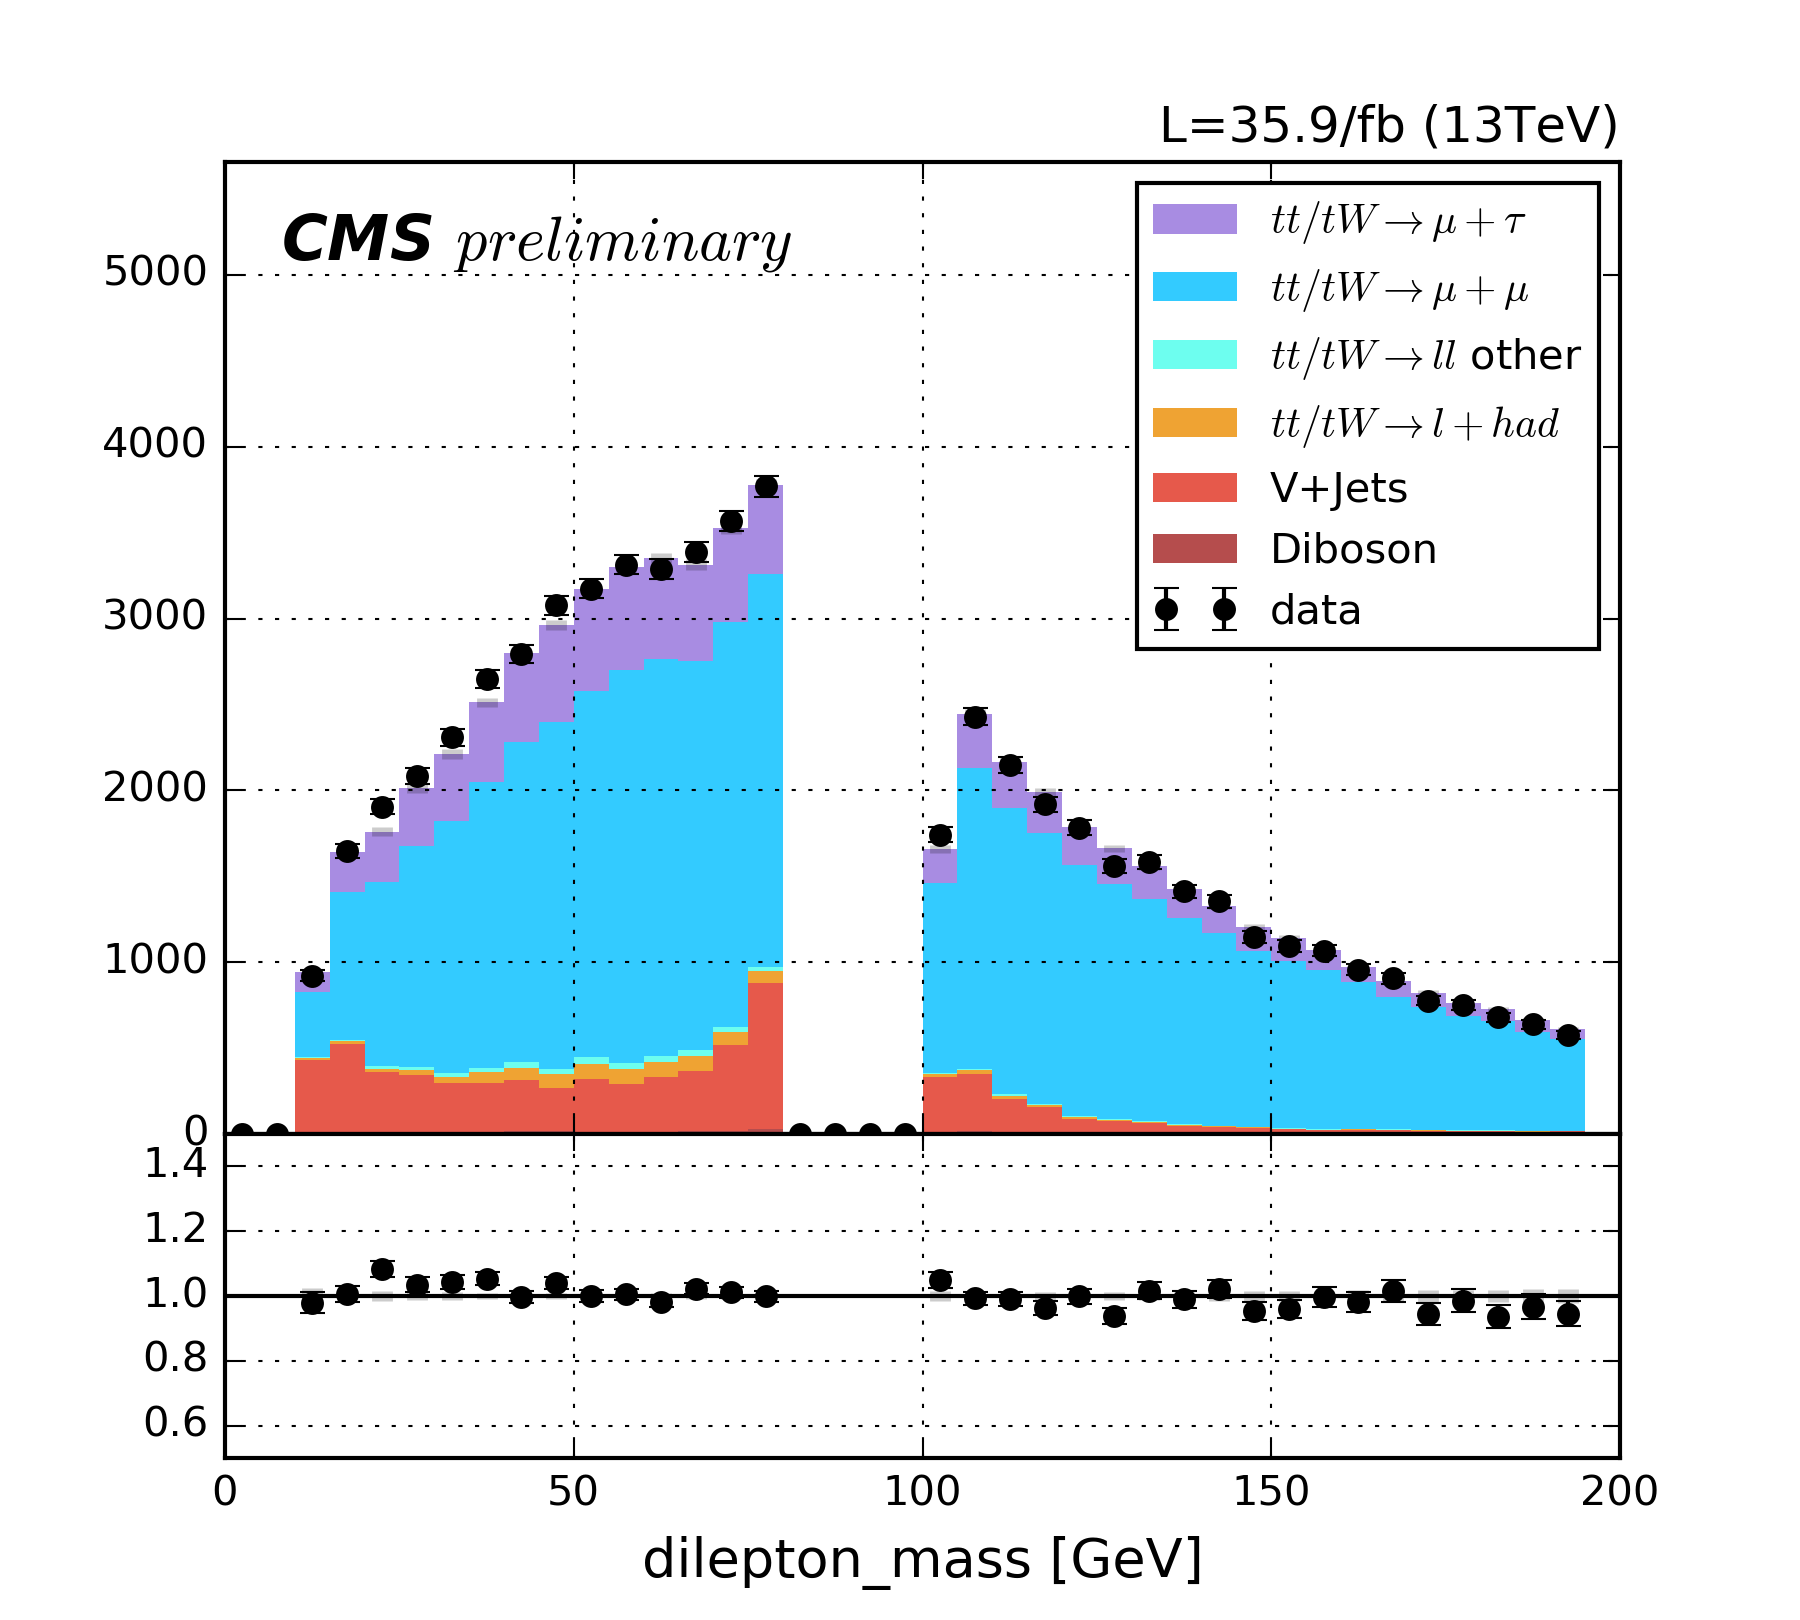 L=35.9/fb (13TeV)
CMS preliminary
tt/tW → μ + τ
tt/tW → μ + μ
tt/tW → ll other
tt/tW → l + had
V+Jets
Diboson
data
5000
4000
3000
2000
1000
0
1.4
1.2
1.0
0.8
0.6
0 50 100 150 200
dilepton_mass [GeV]